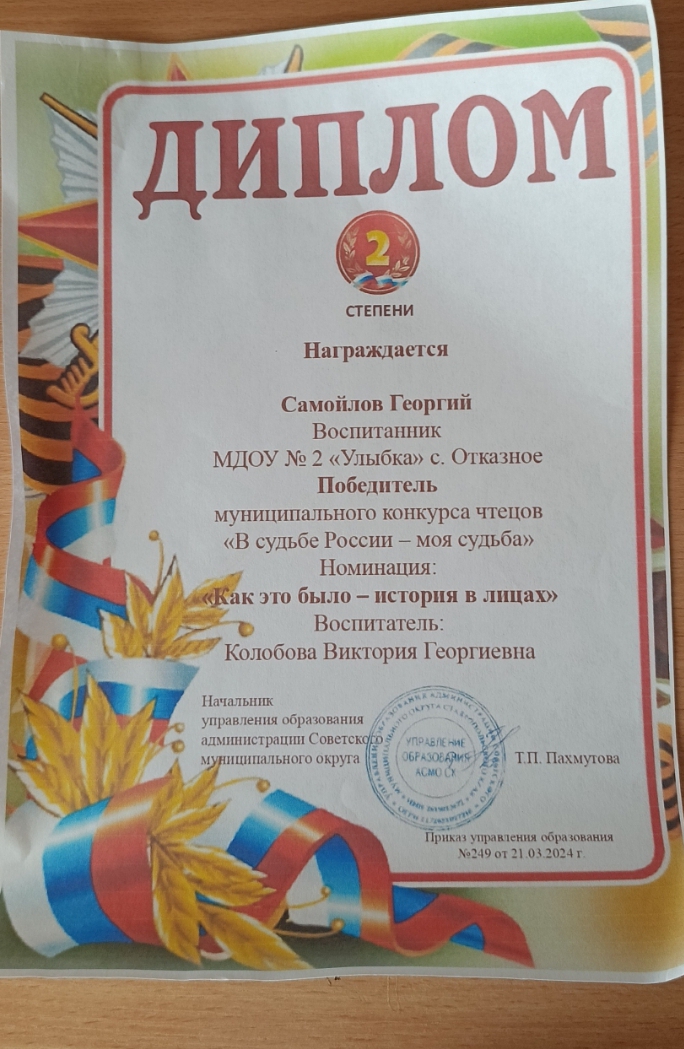 ДИПЛОМ
2
СТЕПЕНИ
Награждается
Самойлов Георгий
Воспитанник
МДОУ № 2 «Улыбка» с. Отказное
Победитель
муниципального конкурса чтецов
«В судьбе России – моя судьба»
Номинация:
«Как это было – история в лицах»
Воспитатель:
Колобова Виктория Георгиевна
Начальник
управления образования
администрации Советского
муниципального округа
Т.П. Пахмутова
УПРАВЛЕНИЕ
ОБРАЗОВАНИЯ
АСМО СК
Приказ управления образования
№249 от 21.03.2024 г.